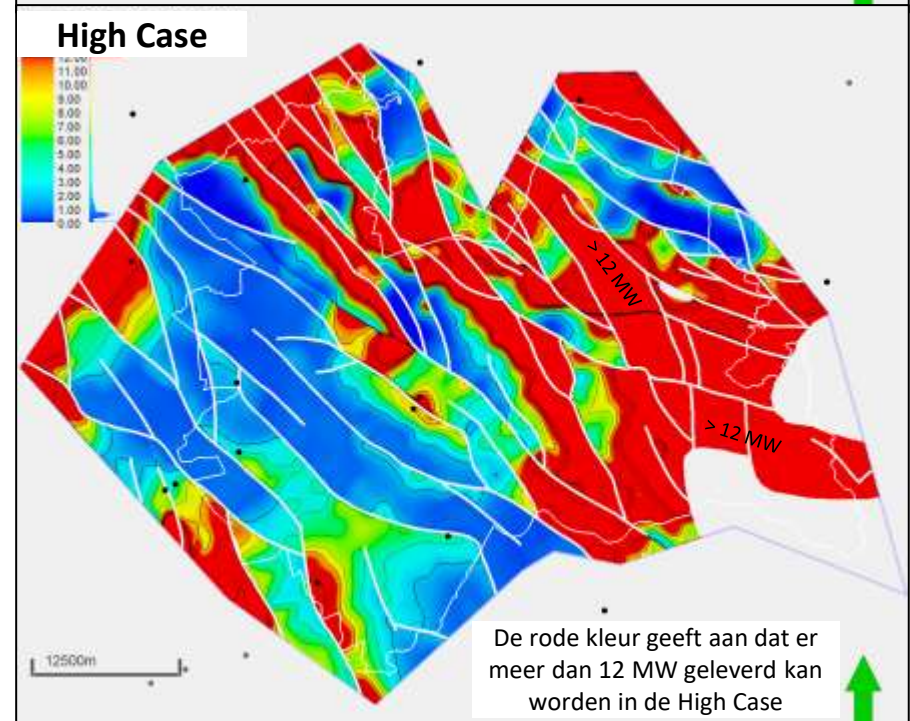 High Case
12.00
11.00
10.00
9.00
8.00
7.00
6.00
5.00
4.00
3.00
2.00
1.00
0.00
> 12 MW
> 12 MW
12500m
De rode kleur geeft aan dat er
meer dan 12 MW geleverd kan
worden in de High Case